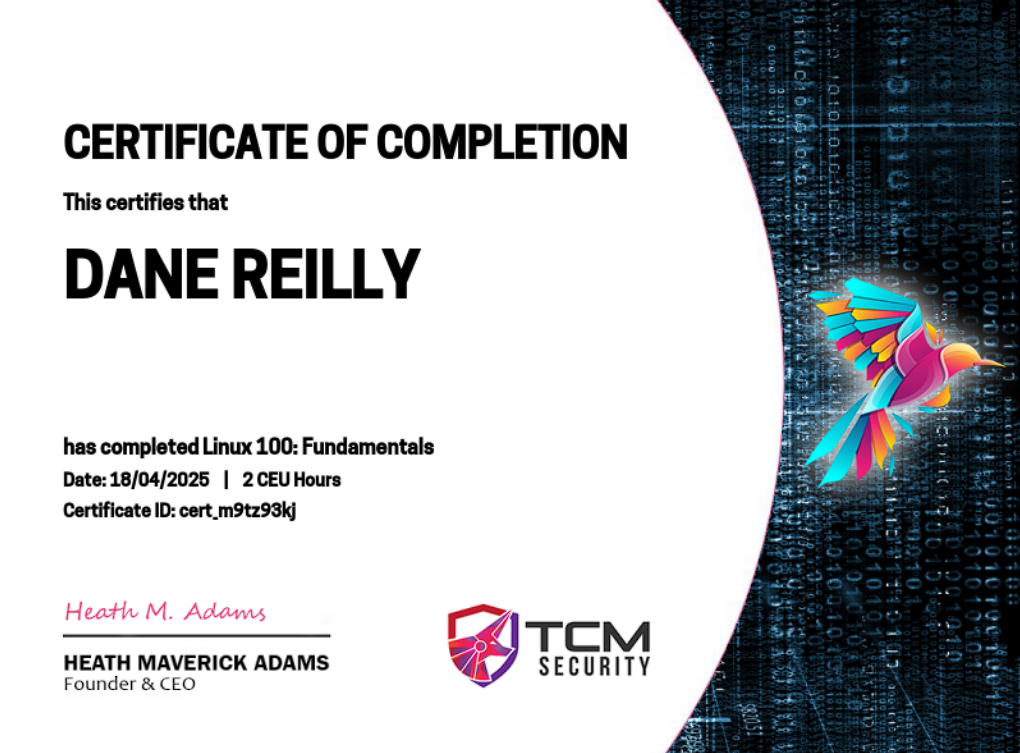 CERTIFICATE OF COMPLETION
This certifies that
DANE REILLY
has completed Linux 100: Fundamentals
Date: 18/04/2025 | 2 CEU Hours
Certificate ID: cert_m9tz93kj
Heath M. Adams
HEATH MAVERICK ADAMS
Founder & CEO
TCM
SECURITY